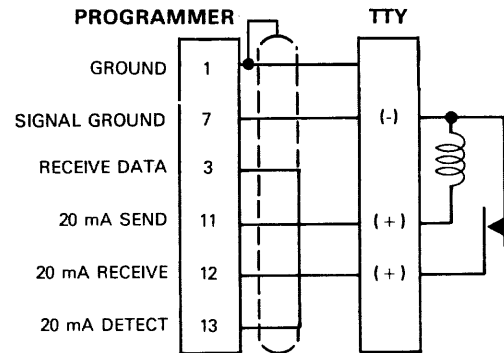 PROGRAMMER TTY
GROUND 1
SIGNAL GROUND 7 (-)
RECEIVE DATA 3
20 mA SEND 11 (+)
20 mA RECEIVE 12 (+)
20 mA DETECT 13